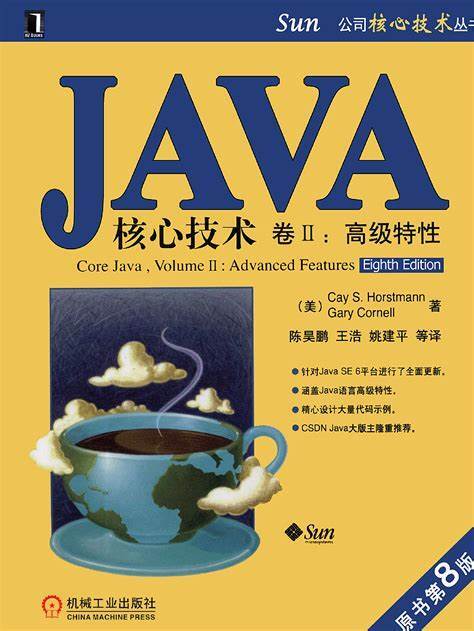 HZ Books
Sun 公司核心技术丛书
JAVA
核心技术 卷Ⅱ：高级特性
Core Java , Volume Ⅱ : Advanced Features Eighth Edition
（美） Cay S. Horstmann
Gary Cornell 著
陈昊鹏 王浩 姚建平 等译
● 针对Java SE 6平台进行了全面更新。
● 涵盖Java语言高级特性。
● 精心设计大量代码示例。
● CSDN Java大版主隆重推荐。
Sun
microsystems
原书第8版
机械工业出版社
CHINA MACHINE PRESS